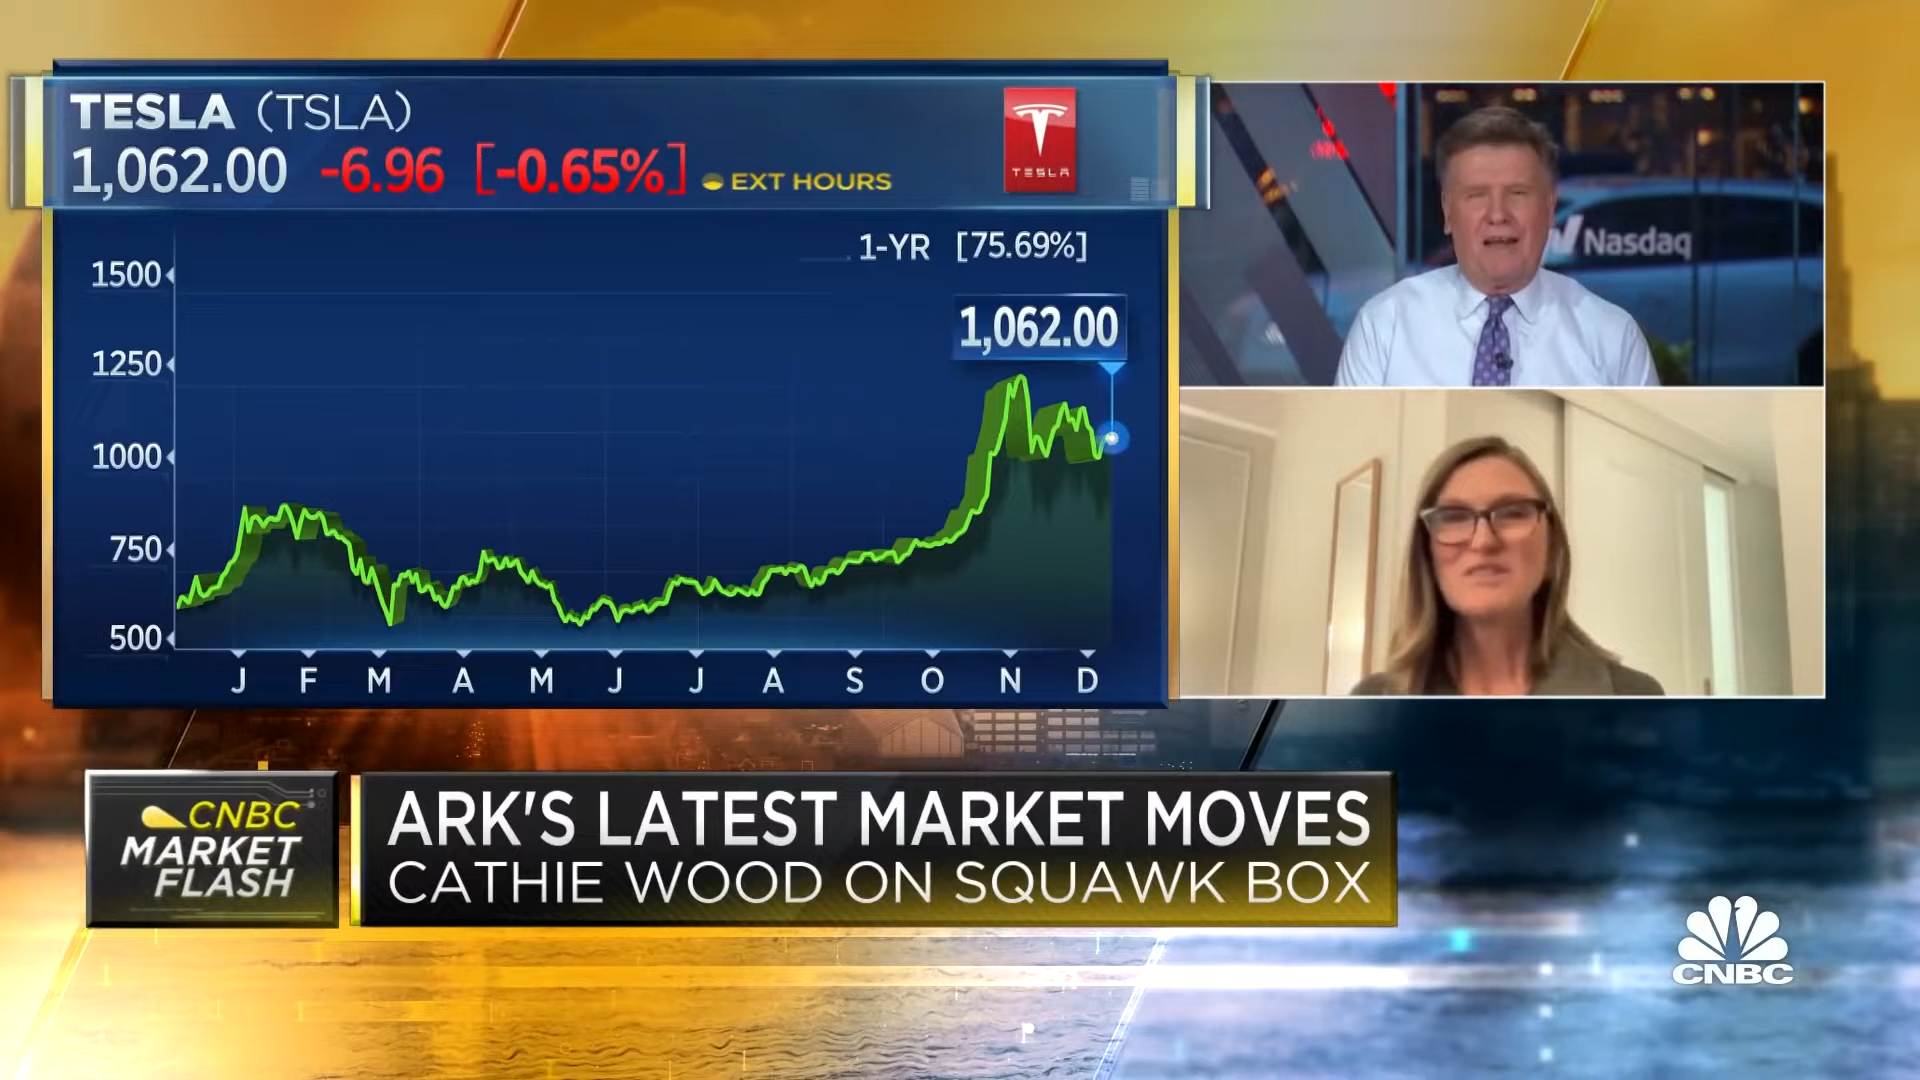 TESLA (TSLA)
1,062.00 -6.96 [-0.65%] EXT HOURS
TESLA
1-YR [75.69%]
1,062.00
1500
1250
1000
750
500
J F M A M J J A S O N D
Nasdaq
CNBC
MARKET
FLASH
ARK'S LATEST MARKET MOVES
CATHIE WOOD ON SQUAWK BOX
CNBC